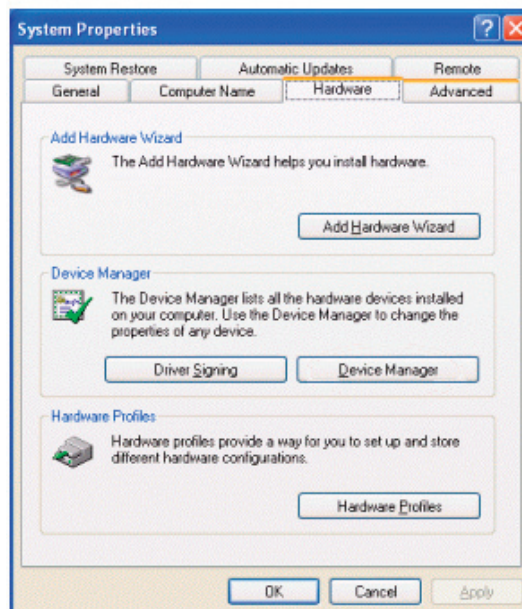 System Properties
System Restore Automatic Updates Remote
General Computer Name Hardware Advanced
Add Hardware Wizard
The Add Hardware Wizard helps you install hardware.
Add Hardware Wizard
Device Manager
The Device Manager lists all the hardware devices installed
on your computer. Use the Device Manager to change the
properties of any device.
Driver Signing Device Manager
Hardware Profiles
Hardware profiles provide a way for you to set up and store
different hardware configurations.
Hardware Profiles
OK Cancel Apply